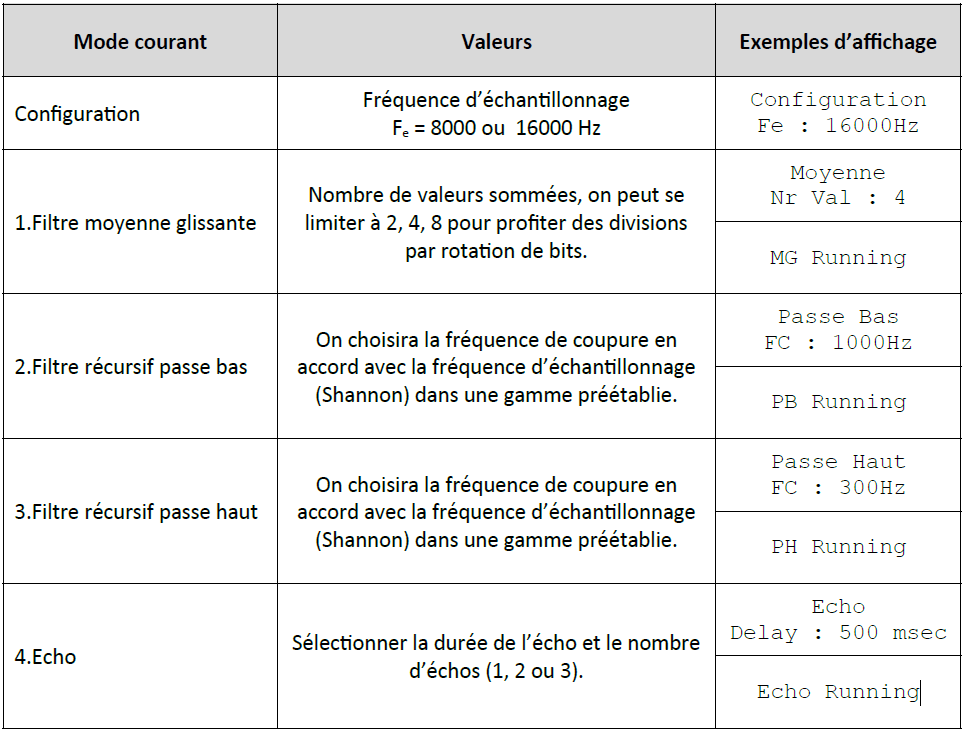 Mode courant
Valeurs
Exemples d’affichage
Configuration
Fréquence d’échantillonnage
Fe = 8000 ou 16000 Hz
Configuration
Fe : 16000Hz
1.Filtre moyenne glissante
Nombre de valeurs sommées, on peut se
limiter à 2, 4, 8 pour profiter des divisions
par rotation de bits.
Moyenne
Nr Val : 4
MG Running
2.Filtre récursif passe bas
On choisira la fréquence de coupure en
accord avec la fréquence d’échantillonnage
(Shannon) dans une gamme préétablie.
Passe Bas
FC : 1000Hz
PB Running
3.Filtre récursif passe haut
On choisira la fréquence de coupure en
accord avec la fréquence d’échantillonnage
(Shannon) dans une gamme préétablie.
Passe Haut
FC : 300Hz
PH Running
4.Echo
Sélectionner la durée de l’écho et le nombre
d’échos (1, 2 ou 3).
Echo
Delay : 500 msec
Echo Running